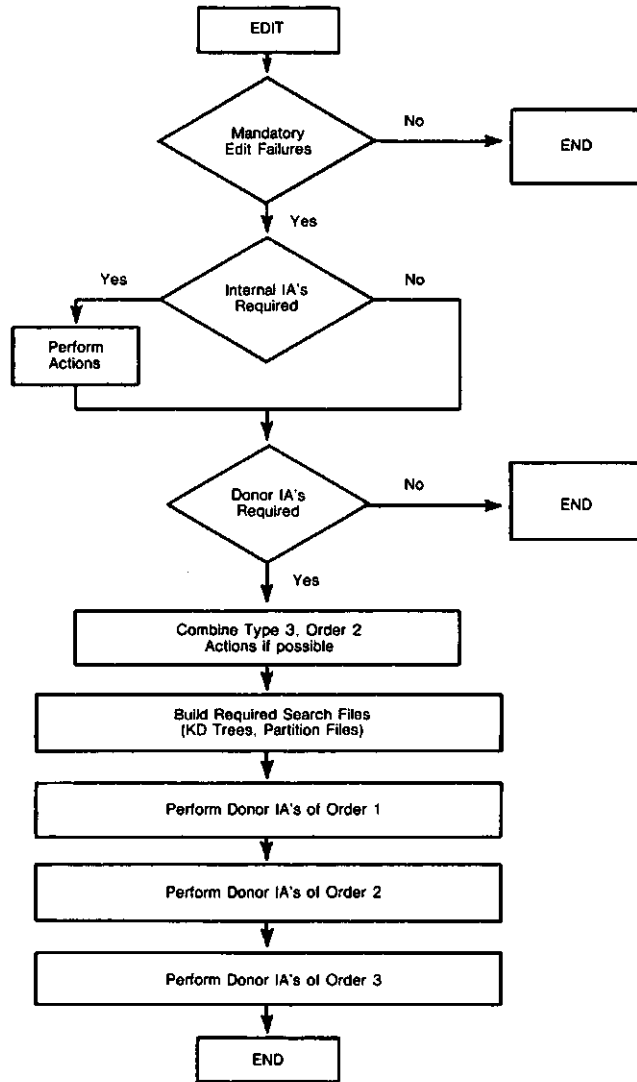 EDIT
Mandatory
Edit Failures
No
END
Yes
Internal IA's
Required
Yes
No
Perform
Actions
Donor IA's
Required
No
END
Yes
Combine Type 3, Order 2
Actions if possible
Build Required Search Files
(KD Trees, Partition Files)
Perform Donor IA's of Order 1
Perform Donor IA's of Order 2
Perform Donor IA's of Order 3
END